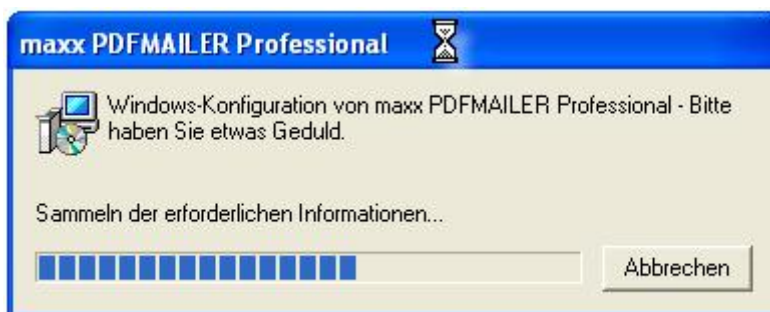 maxx PDFMAILER Professional
Windows-Konfiguration von maxx PDFMAILER Professional - Bitte
haben Sie etwas Geduld.
Sammeln der erforderlichen Informationen...
Abbrechen